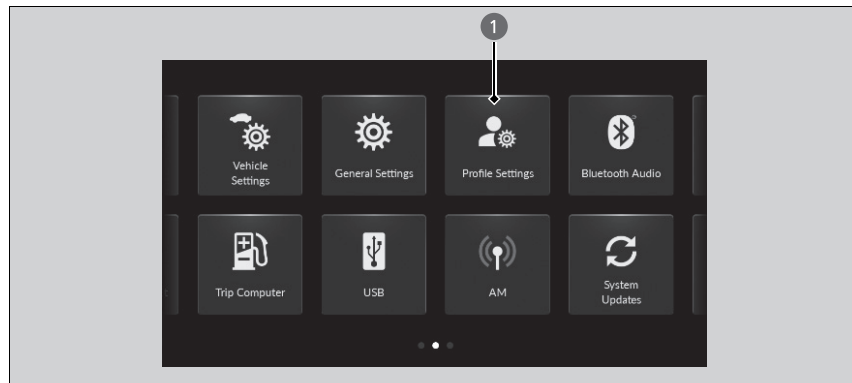 1
Vehicle
Settings
General Settings
Profile Settings
Bluetooth Audio
Trip Computer
USB
AM
System
Updates